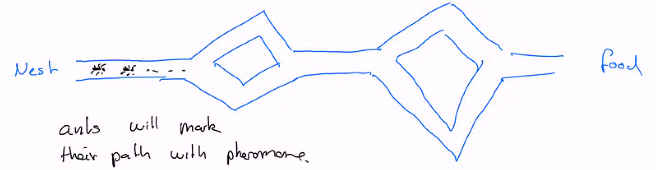 Nest
food
ants will mark
their path with pheromone.